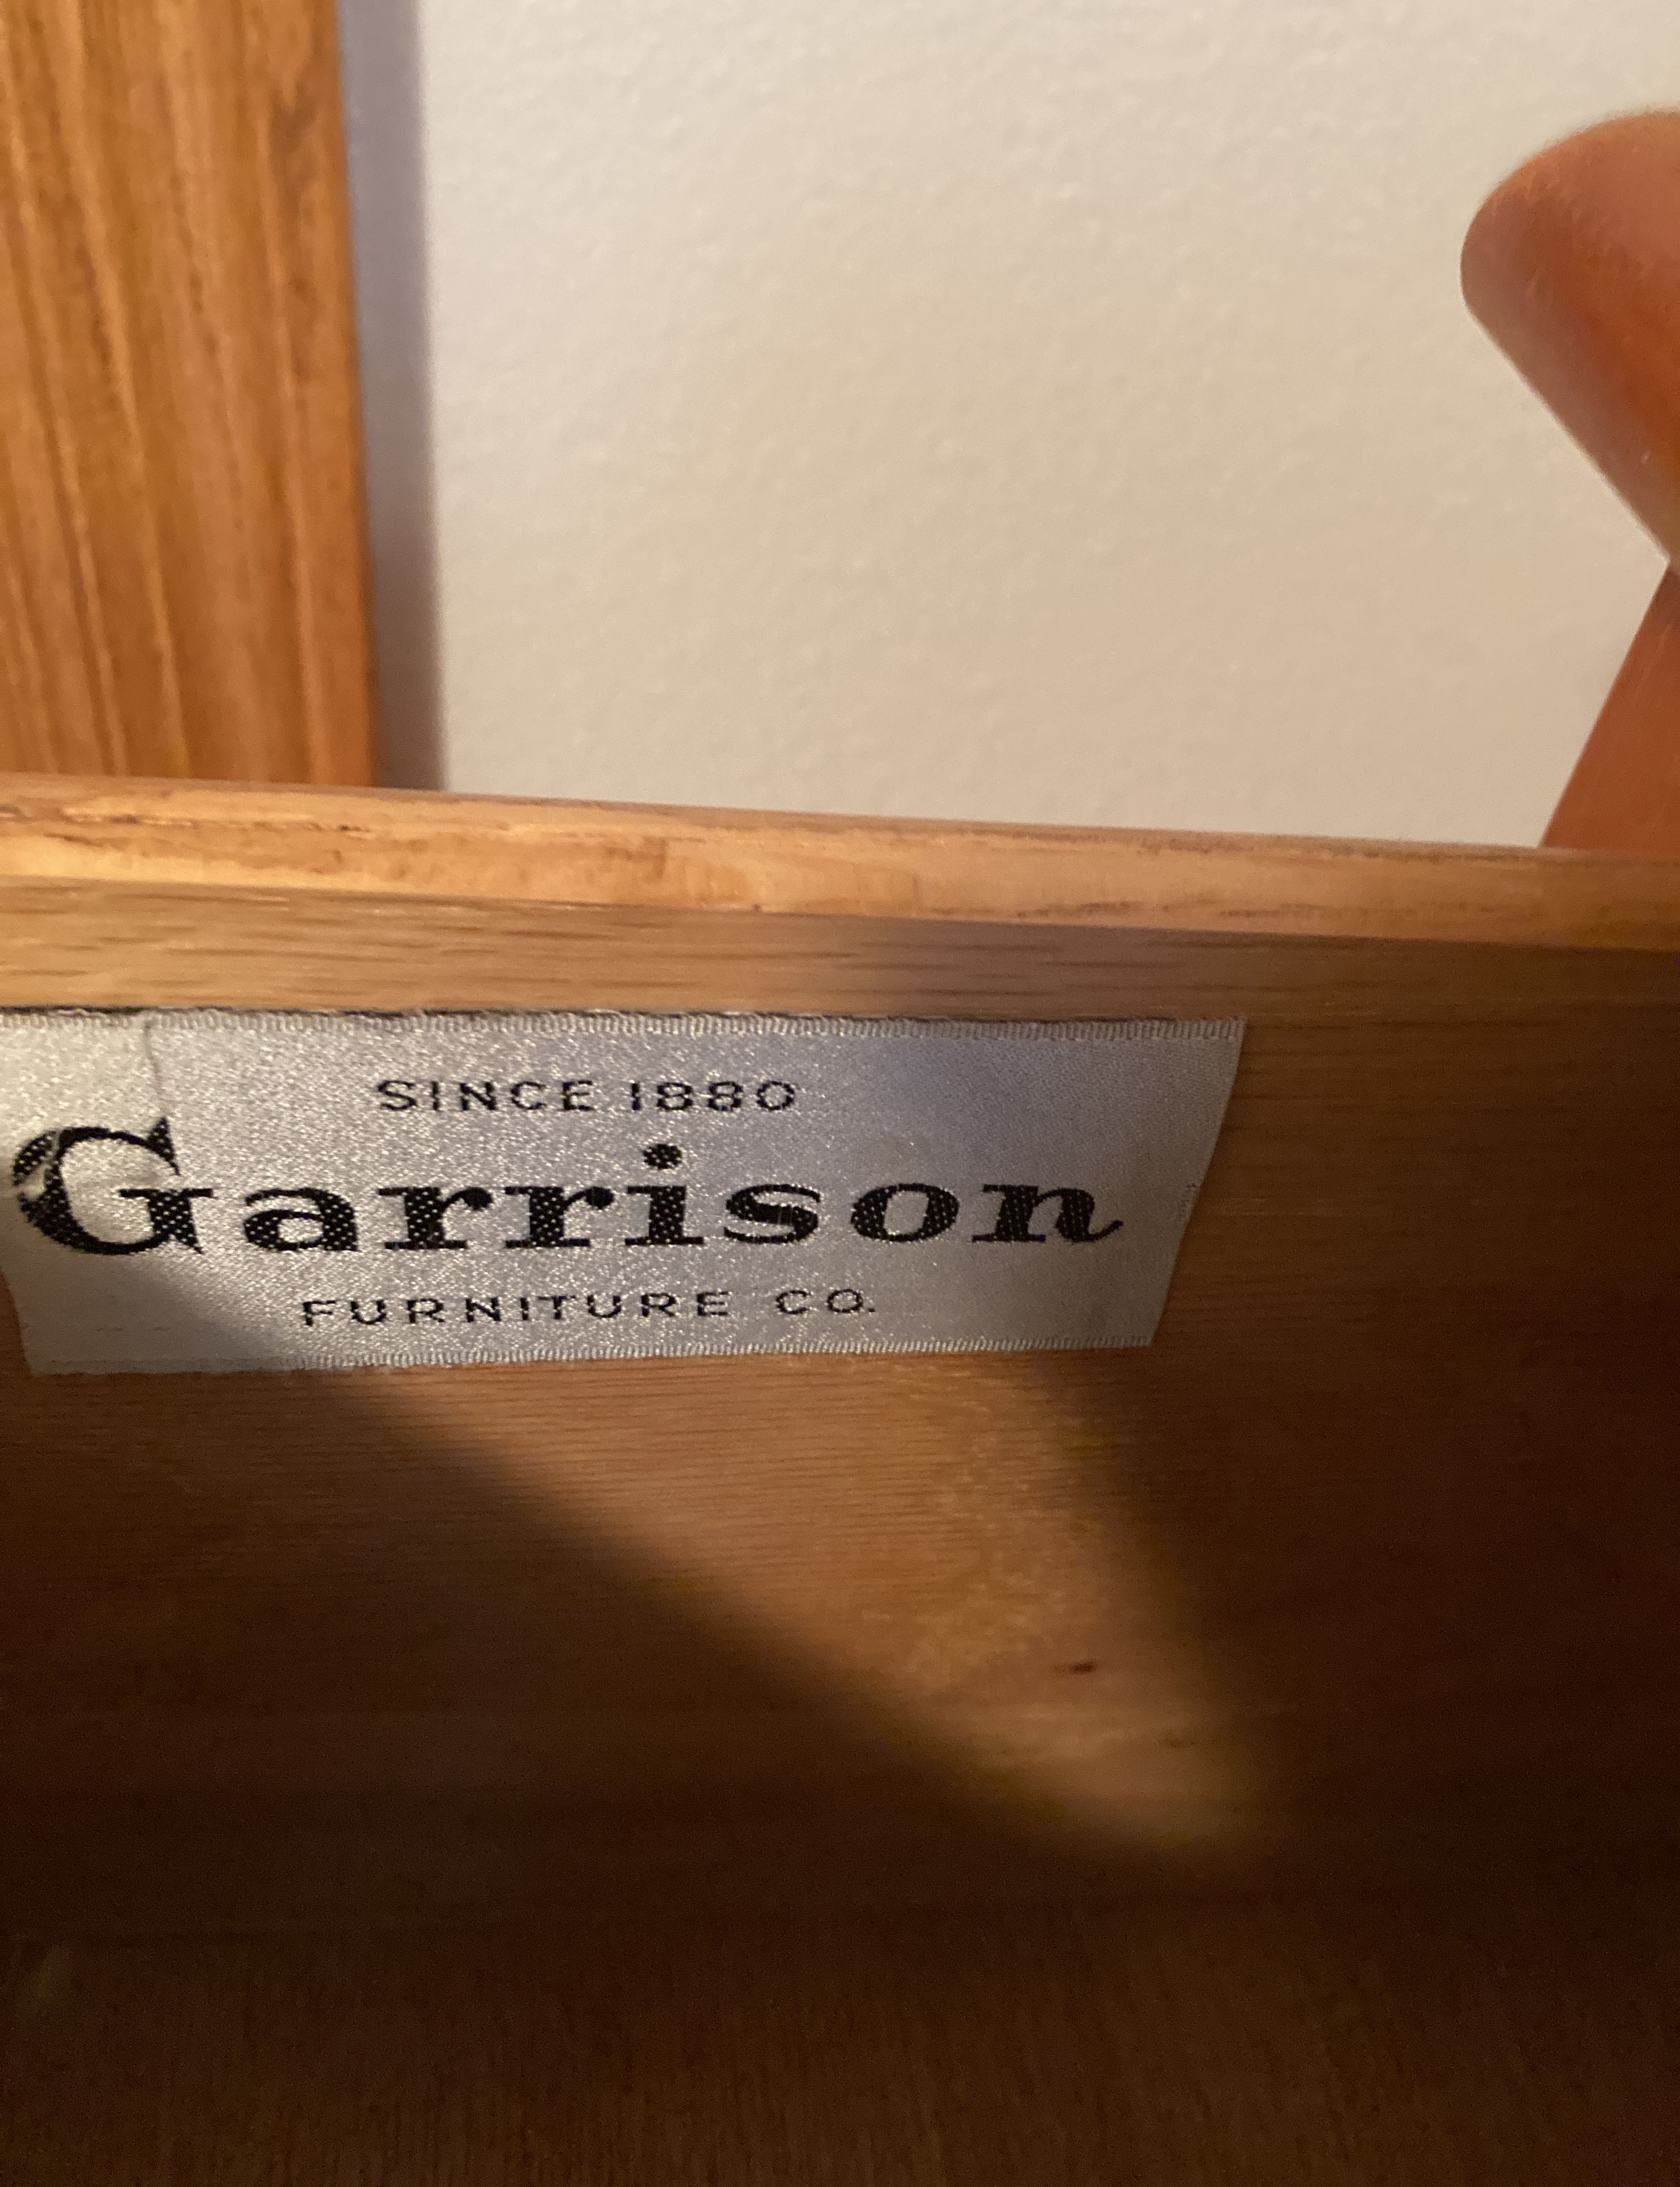 SINCE 1880
Garrison
FURNITURE CO.